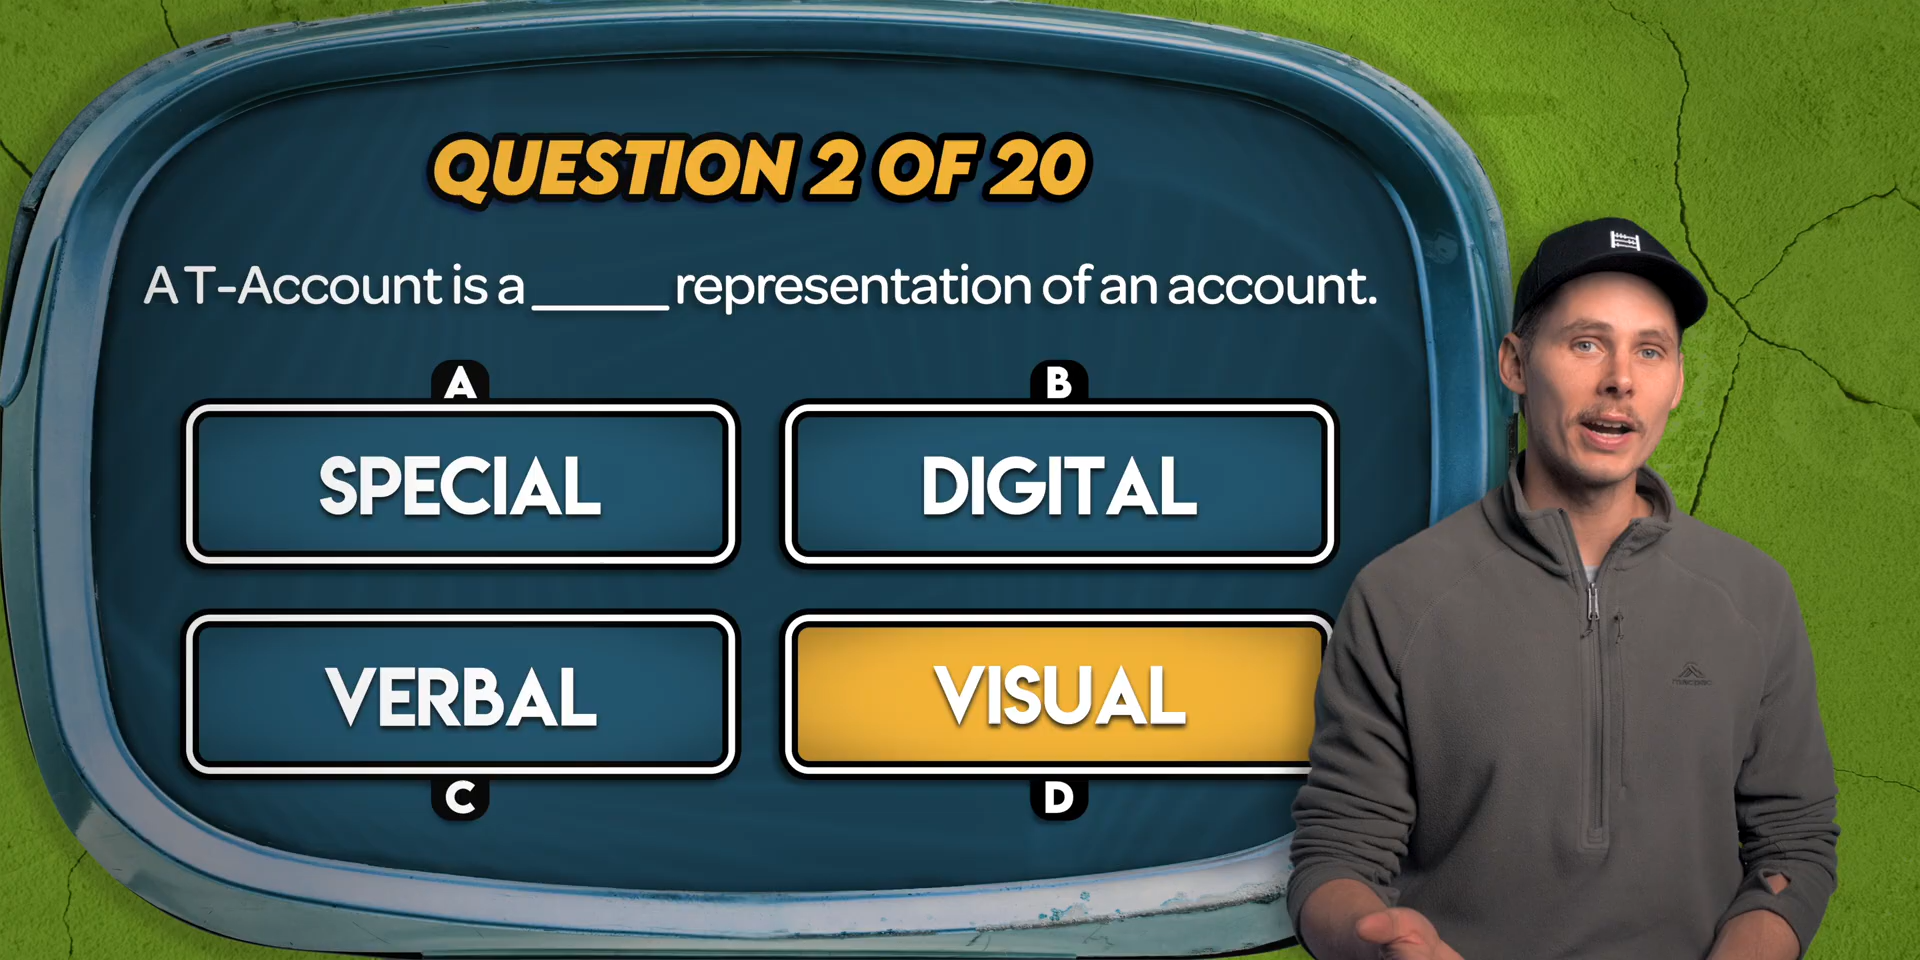 QUESTION 2 OF 20
A T-Account is a _____ representation of an account.
A
SPECIAL
B
DIGITAL
C
VERBAL
D
VISUAL